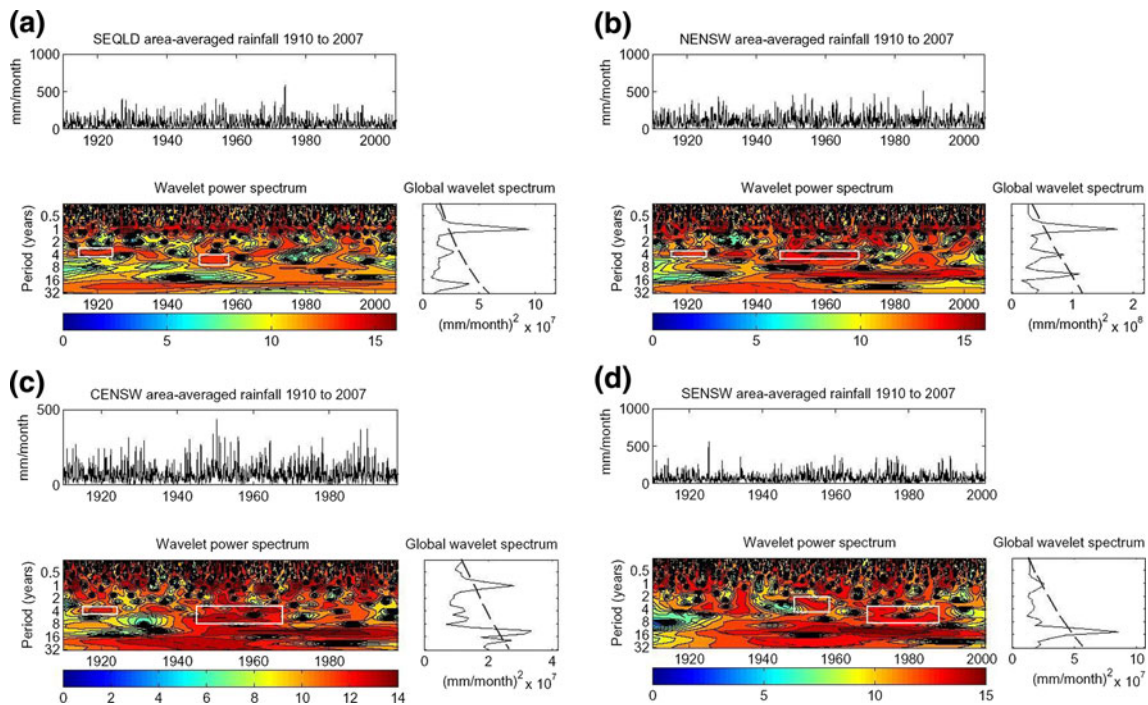 (a)
SEQLD area-averaged rainfall 1910 to 2007
1000
500
0
mm/month
1920 1940 1960 1980 2000
Wavelet power spectrum
Global wavelet spectrum
Period (years)
0.5
1
2
4
8
16
32
1920 1940 1960 1980 2000
0 5 10
(mm/month)² x 10⁷
0 5 10 15
(b)
NENSW area-averaged rainfall 1910 to 2007
1000
500
0
mm/month
1920 1940 1960 1980 2000
Wavelet power spectrum
Global wavelet spectrum
Period (years)
0.5
1
2
4
8
16
32
1920 1940 1960 1980 2000
0 1 2
(mm/month)² x 10⁸
0 5 10 15
(c)
CENSW area-averaged rainfall 1910 to 2007
500
0
mm/month
1920 1940 1960 1980
Wavelet power spectrum
Global wavelet spectrum
Period (years)
0.5
1
2
4
8
16
32
1920 1940 1960 1980
0 2 4
(mm/month)² x 10⁷
0 2 4 6 8 10 12 14
(d)
SENSW area-averaged rainfall 1910 to 2007
1000
500
0
mm/month
1920 1940 1960 1980 2001
Wavelet power spectrum
Global wavelet spectrum
Period (years)
0.5
1
2
4
8
16
32
1920 1940 1960 1980 2001
0 5 10
(mm/month)² x 10⁷
0 5 10 15